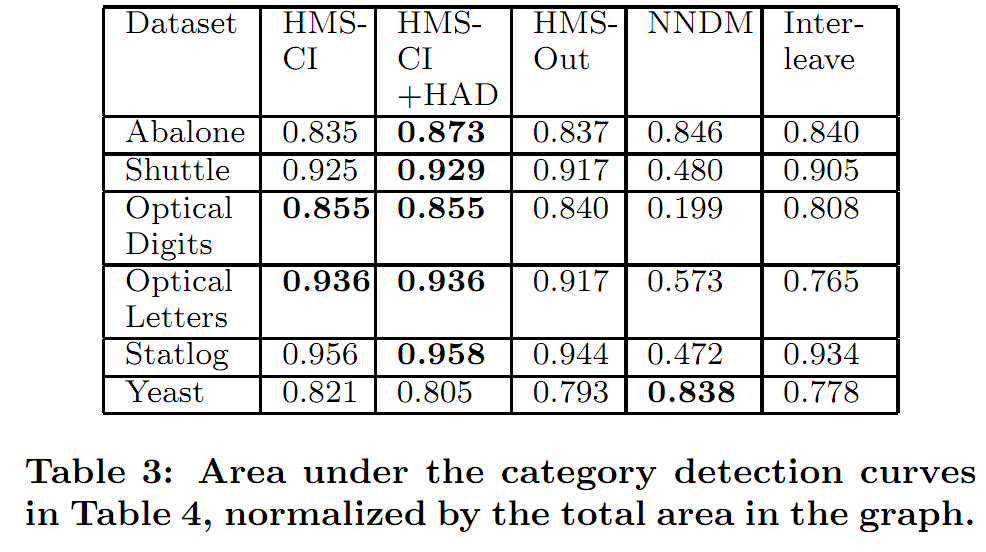 Dataset HMS-CI HMS-CI +HAD HMS-Out NNDM Inter-leave
Abalone 0.835 0.873 0.837 0.846 0.840
Shuttle 0.925 0.929 0.917 0.480 0.905
Optical Digits 0.855 0.855 0.840 0.199 0.808
Optical Letters 0.936 0.936 0.917 0.573 0.765
Statlog 0.956 0.958 0.944 0.472 0.934
Yeast 0.821 0.805 0.793 0.838 0.778
Table 3: Area under the category detection curves
in Table 4, normalized by the total area in the graph.